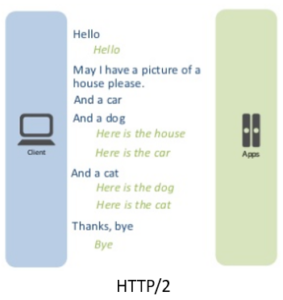 Hello
Hello
May I have a picture of a
house please.
And a car
And a dog
Here is the house
Here is the car
And a cat
Here is the dog
Here is the cat
Thanks, bye
Bye
Client
Apps
HTTP/2